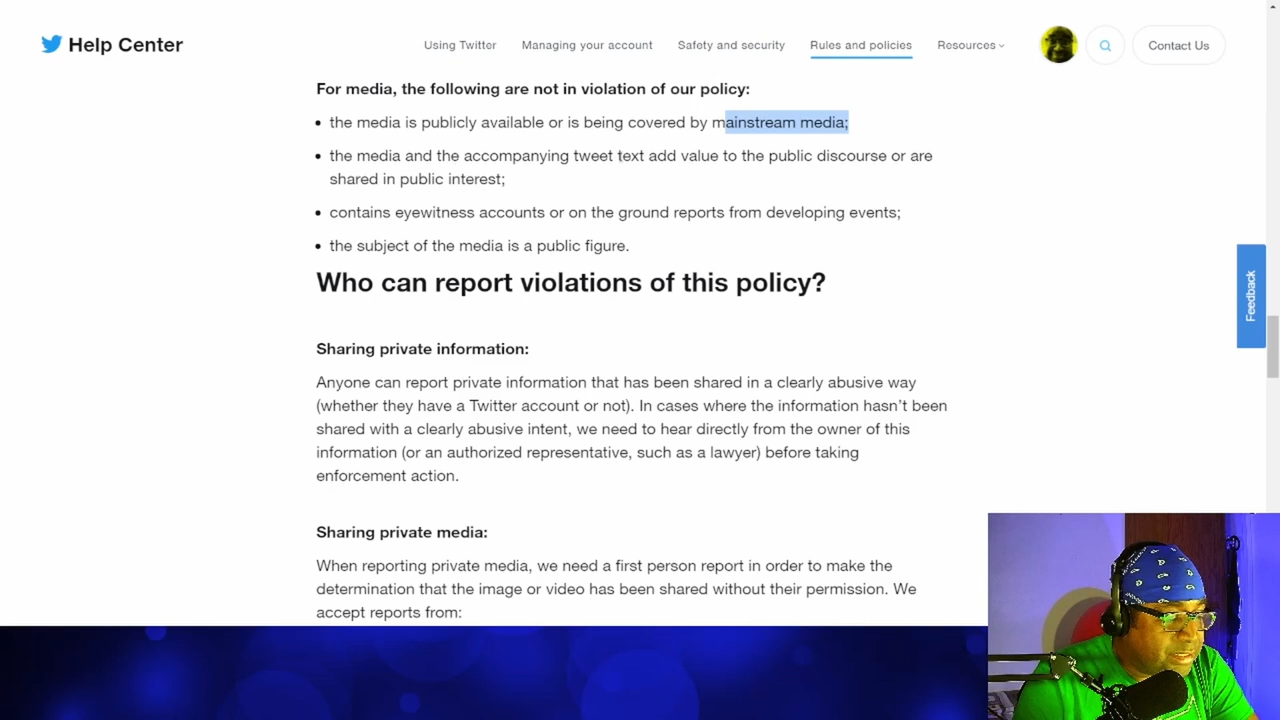 Help Center
Using Twitter
Managing your account
Safety and security
Rules and policies
Resources
Contact Us
For media, the following are not in violation of our policy:
the media is publicly available or is being covered by mainstream media;
the media and the accompanying tweet text add value to the public discourse or are
shared in public interest;
contains eyewitness accounts or on the ground reports from developing events;
the subject of the media is a public figure.
Who can report violations of this policy?
Feedback
Sharing private information:
Anyone can report private information that has been shared in a clearly abusive way
(whether they have a Twitter account or not). In cases where the information hasn’t been
shared with a clearly abusive intent, we need to hear directly from the owner of this
information (or an authorized representative, such as a lawyer) before taking
enforcement action.
Sharing private media:
When reporting private media, we need a first person report in order to make the
determination that the image or video has been shared without their permission. We
accept reports from: